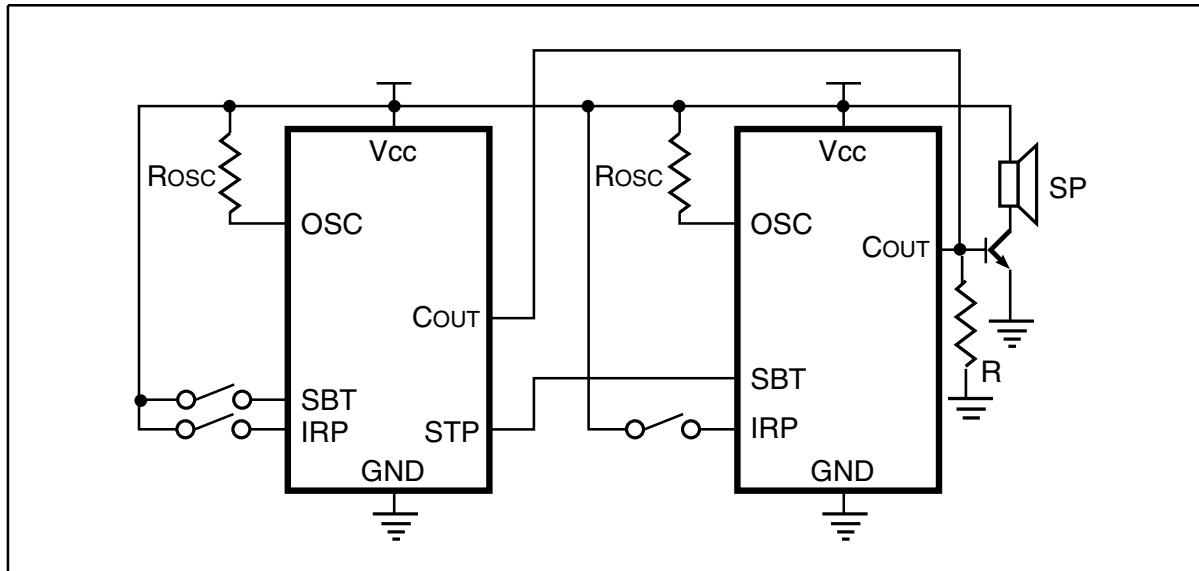 Vcc
ROSC
OSC
COUT
SBT
IRP
STP
GND
Vcc
ROSC
OSC
COUT
SBT
IRP
GND
SP
R